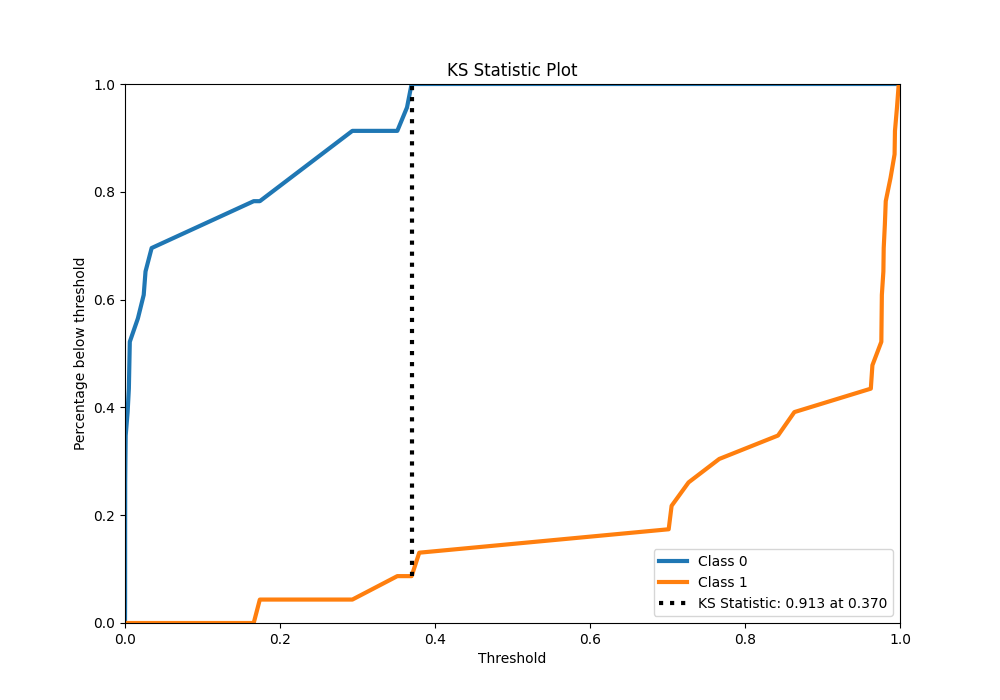 KS Statistic Plot
Percentage below threshold
1.0
0.8
0.6
0.4
0.2
0.0
0.0 0.2 0.4 0.6 0.8 1.0
Threshold
Class 0
Class 1
KS Statistic: 0.913 at 0.370